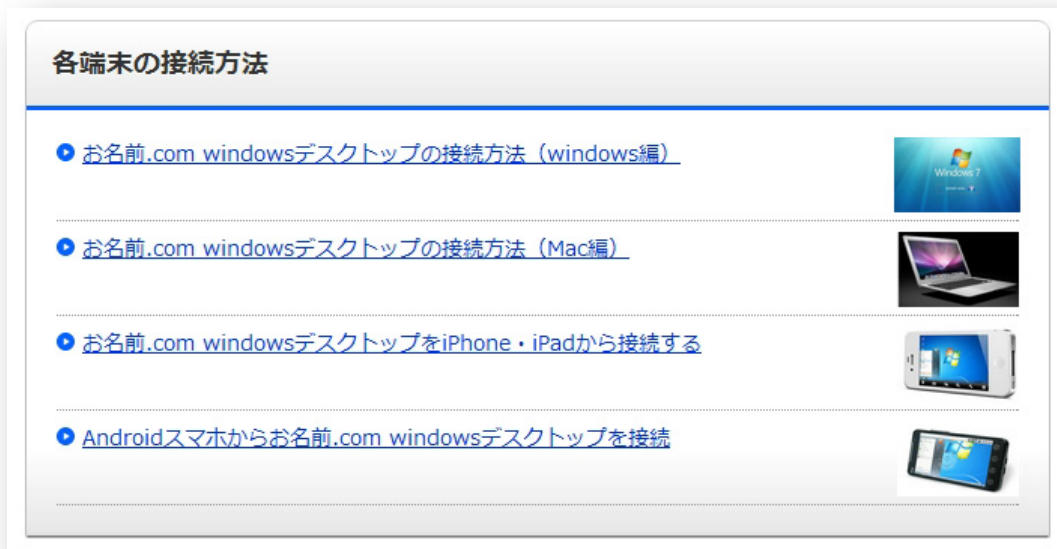 各端末の接続方法
お名前.com windowsデスクトップの接続方法（windows編）
Windows 7
お名前.com windowsデスクトップの接続方法（Mac編）
お名前.com windowsデスクトップをiPhone・iPadから接続する
Androidスマホからお名前.com windowsデスクトップを接続